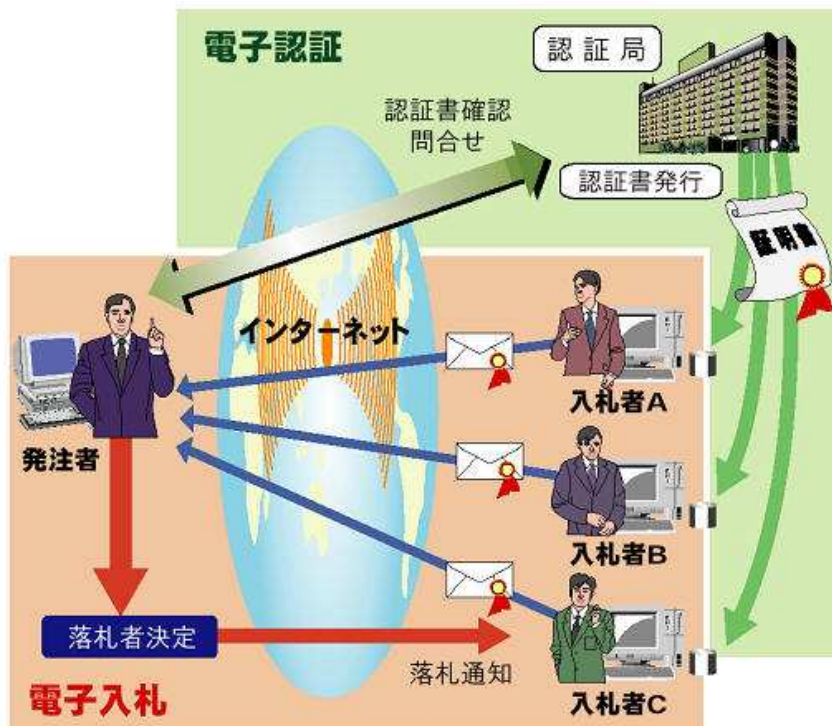 電子認証
認証局
認証書確認
問合せ
認証書発行
証明書
インターネット
入札者A
発注者
入札者B
落札者決定
落札通知
入札者C
電子入札